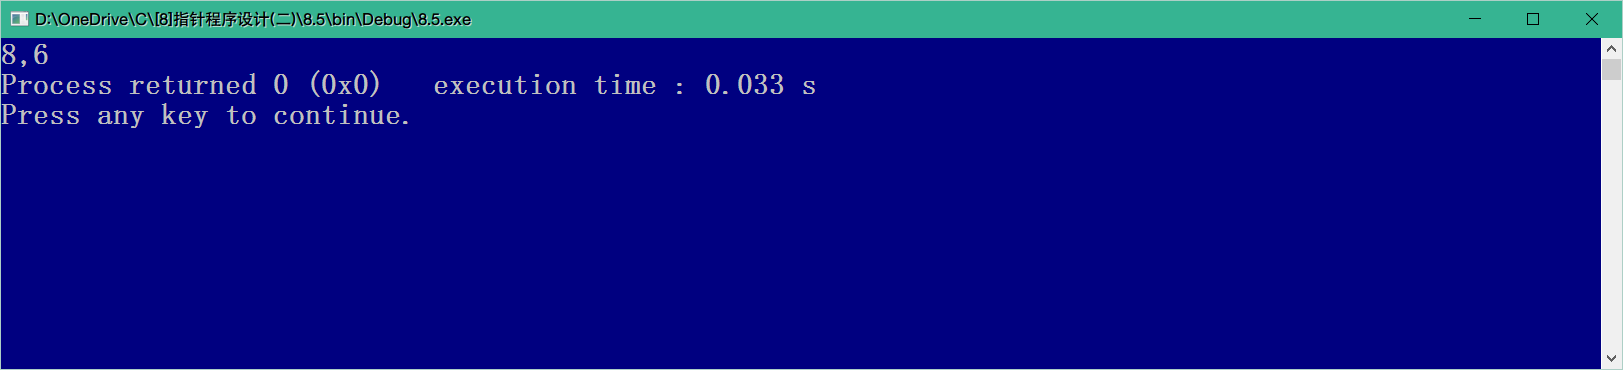 D:\OneDrive\C\[8]指针程序设计(二)\8.5\bin\Debug\8.5.exe
8,6
Process returned 0 (0x0)   execution time : 0.033 s
Press any key to continue.